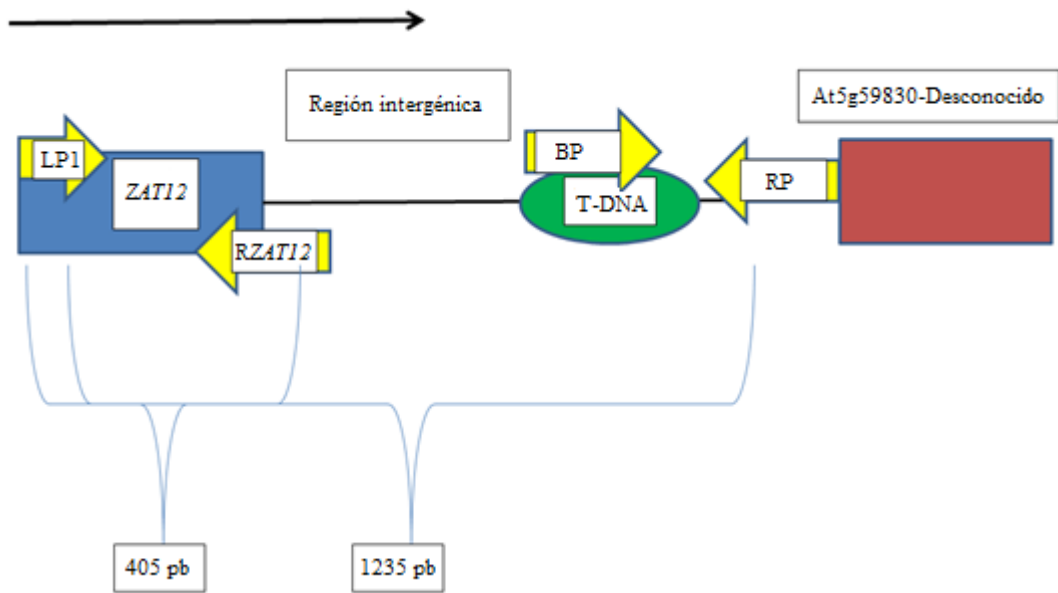 Región intergénica
At5g59830-Desconocido
LP1
ZAT12
BP
T-DNA
RP
RZAT12
405 pb
1235 pb